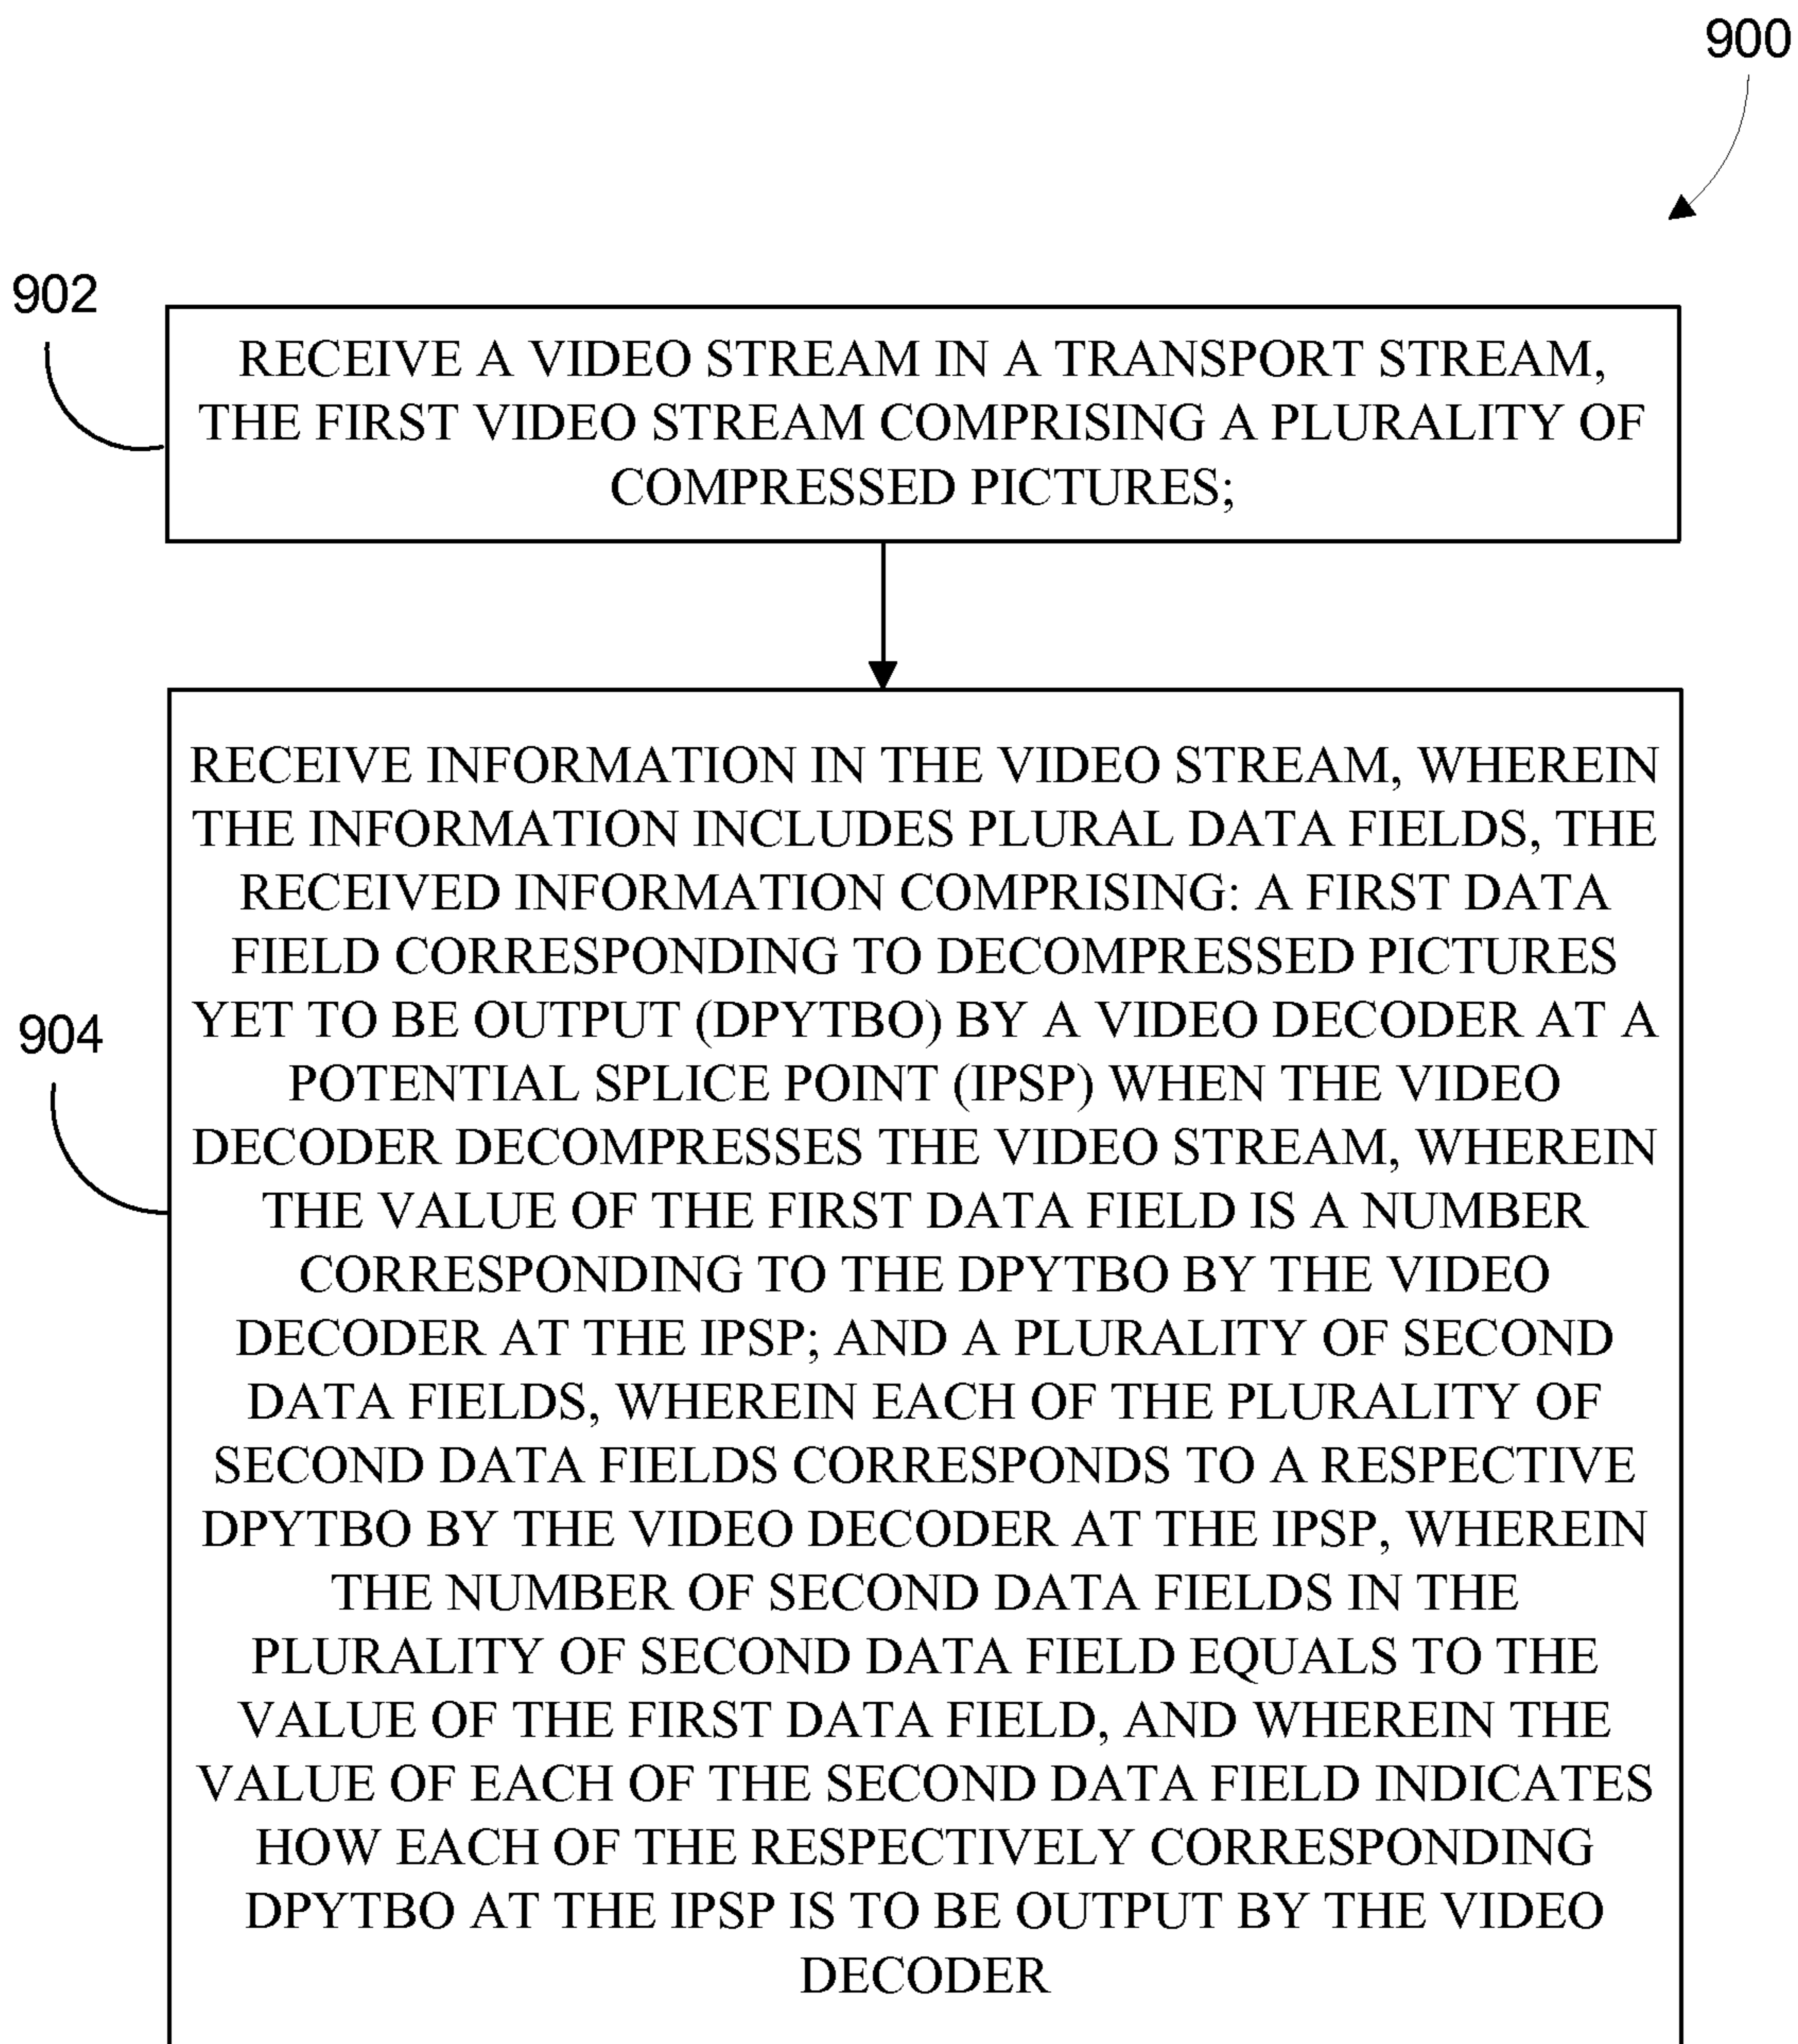 900
902
RECEIVE A VIDEO STREAM IN A TRANSPORT STREAM,
THE FIRST VIDEO STREAM COMPRISING A PLURALITY OF
COMPRESSED PICTURES;
904
RECEIVE INFORMATION IN THE VIDEO STREAM, WHEREIN
THE INFORMATION INCLUDES PLURAL DATA FIELDS, THE
RECEIVED INFORMATION COMPRISING: A FIRST DATA
FIELD CORRESPONDING TO DECOMPRESSED PICTURES
YET TO BE OUTPUT (DPYTBO) BY A VIDEO DECODER AT A
POTENTIAL SPLICE POINT (IPSP) WHEN THE VIDEO
DECODER DECOMPRESSES THE VIDEO STREAM, WHEREIN
THE VALUE OF THE FIRST DATA FIELD IS A NUMBER
CORRESPONDING TO THE DPYTBO BY THE VIDEO
DECODER AT THE IPSP; AND A PLURALITY OF SECOND
DATA FIELDS, WHEREIN EACH OF THE PLURALITY OF
SECOND DATA FIELDS CORRESPONDS TO A RESPECTIVE
DPYTBO BY THE VIDEO DECODER AT THE IPSP, WHEREIN
THE NUMBER OF SECOND DATA FIELDS IN THE
PLURALITY OF SECOND DATA FIELD EQUALS TO THE
VALUE OF THE FIRST DATA FIELD, AND WHEREIN THE
VALUE OF EACH OF THE SECOND DATA FIELD INDICATES
HOW EACH OF THE RESPECTIVELY CORRESPONDING
DPYTBO AT THE IPSP IS TO BE OUTPUT BY THE VIDEO
DECODER